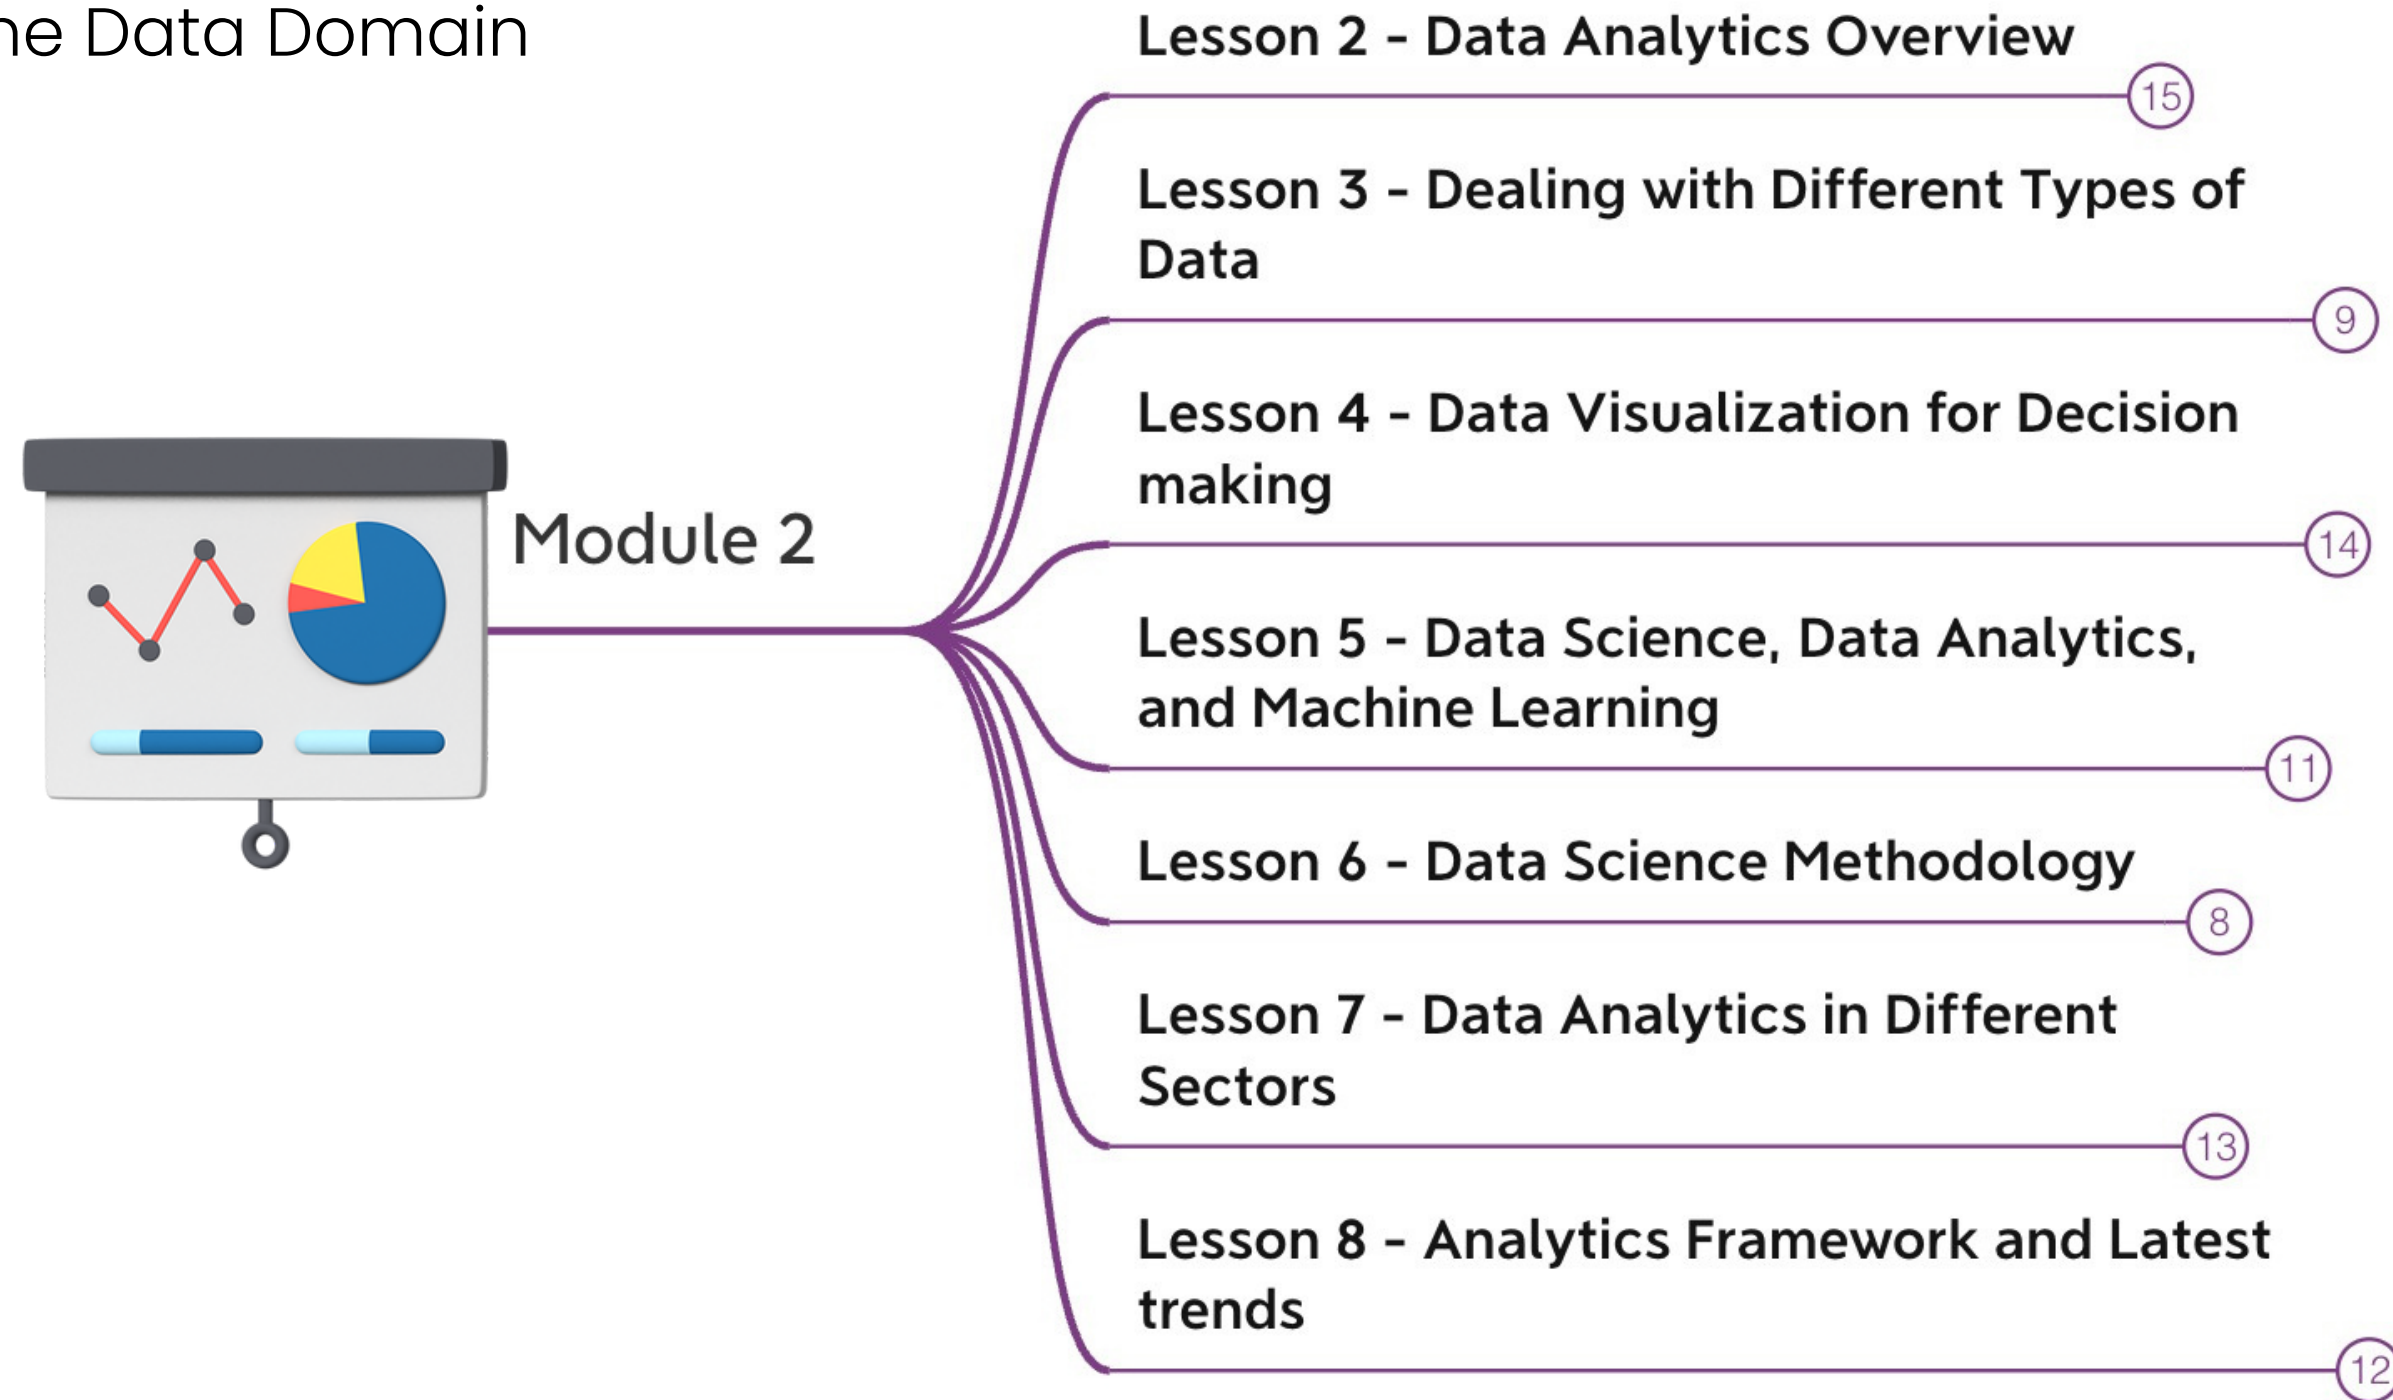 ne Data Domain
Lesson 2 - Data Analytics Overview
15
Lesson 3 - Dealing with Different Types of
Data
9
Lesson 4 - Data Visualization for Decision
making
14
Module 2
Lesson 5 - Data Science, Data Analytics,
and Machine Learning
11
Lesson 6 - Data Science Methodology
8
Lesson 7 - Data Analytics in Different
Sectors
13
Lesson 8 - Analytics Framework and Latest
trends
12